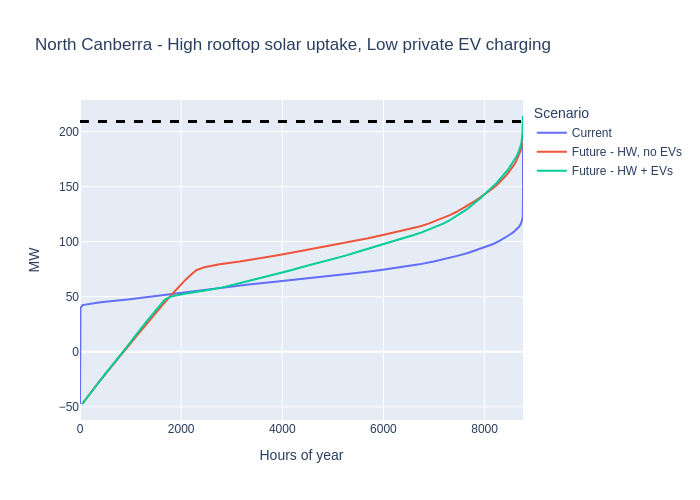 North Canberra - High rooftop solar uptake, Low private EV charging
Scenario
Current
Future - HW, no EVs
Future - HW + EVs
MW
200
150
100
50
0
−50
0 2000 4000 6000 8000
Hours of year